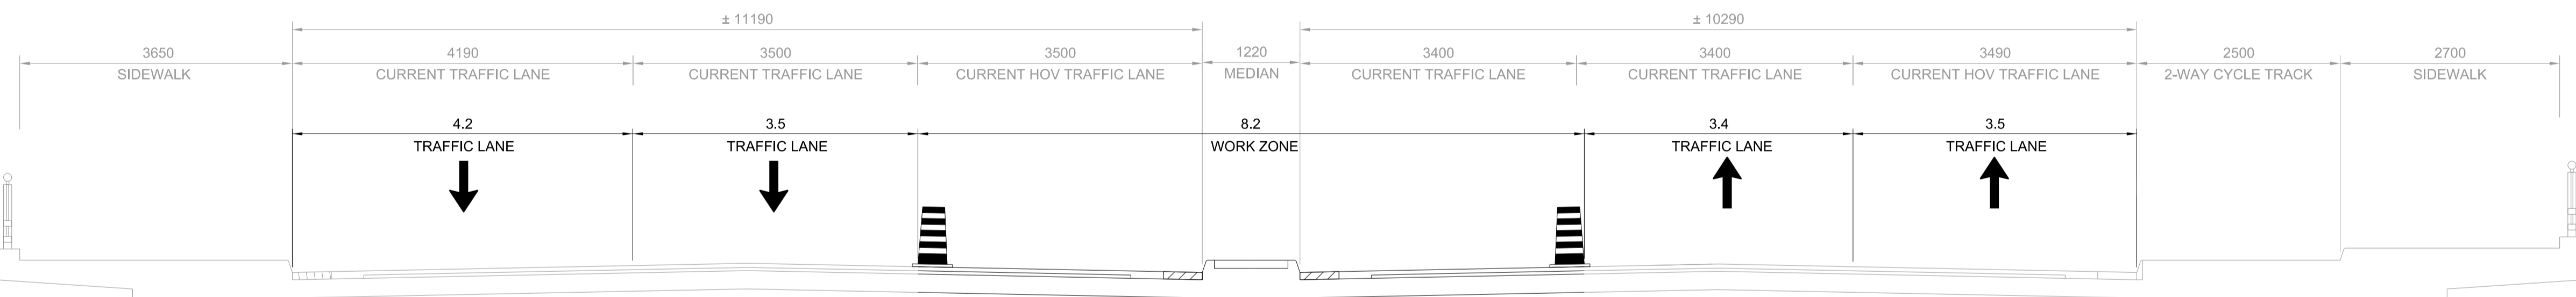 ± 11190
± 10290
3650
4190
3500
3500
1220
3400
3400
3490
2500
2700
SIDEWALK
CURRENT TRAFFIC LANE
CURRENT TRAFFIC LANE
CURRENT HOV TRAFFIC LANE
MEDIAN
CURRENT TRAFFIC LANE
CURRENT TRAFFIC LANE
CURRENT HOV TRAFFIC LANE
2-WAY CYCLE TRACK
SIDEWALK
4.2
3.5
8.2
3.4
3.5
TRAFFIC LANE
TRAFFIC LANE
WORK ZONE
TRAFFIC LANE
TRAFFIC LANE